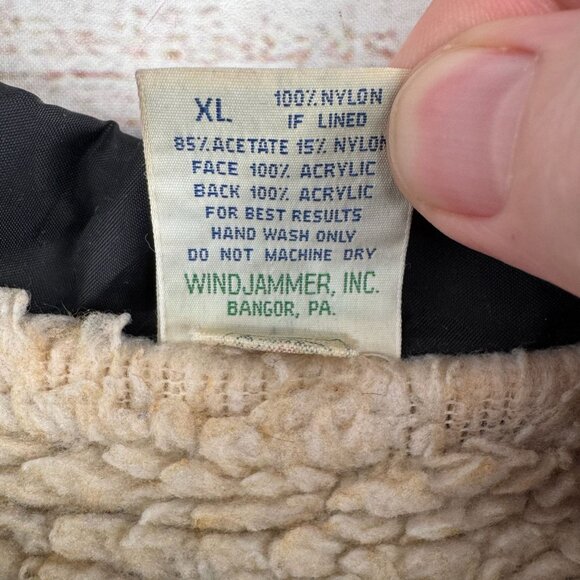 XL 100% NYLON
IF LINED
85% ACETATE 15% NYLON
FACE 100% ACRYLIC
BACK 100% ACRYLIC
FOR BEST RESULTS
HAND WASH ONLY
DO NOT MACHINE DRY
WINDJAMMER, INC.
BANGOR, PA.